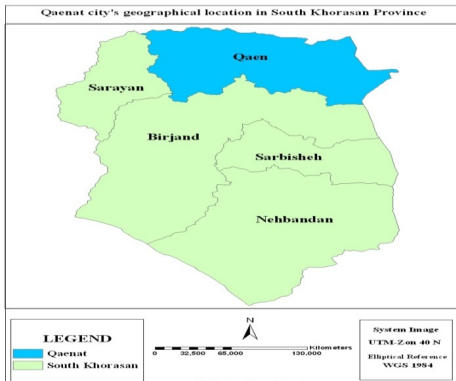 Qaenat city's geographical location in South Khorasan Province
Qaen
Sarayan
Birjand
Sarbisheh
Nehbandan
LEGEND
Qaenat
South Khorasan
N
Kilometers
0 32,500 65,000 130,000
System Image
UTM-Zon 40 N
Elliptical Reference
WGS 1984